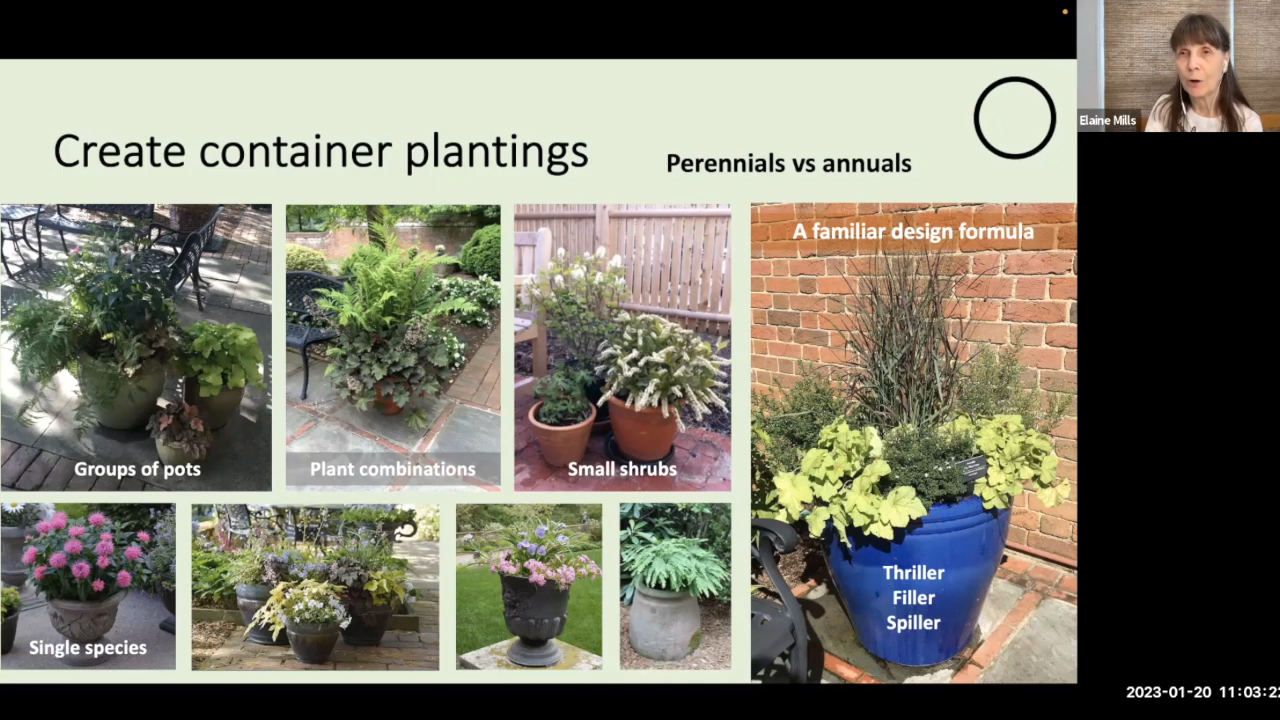 Elaine Mills
Create container plantings
Perennials vs annuals
A familiar design formula
Groups of pots
Plant combinations
Small shrubs
Thriller
Filler
Spiller
Single species
2023-01-20 11:03:22